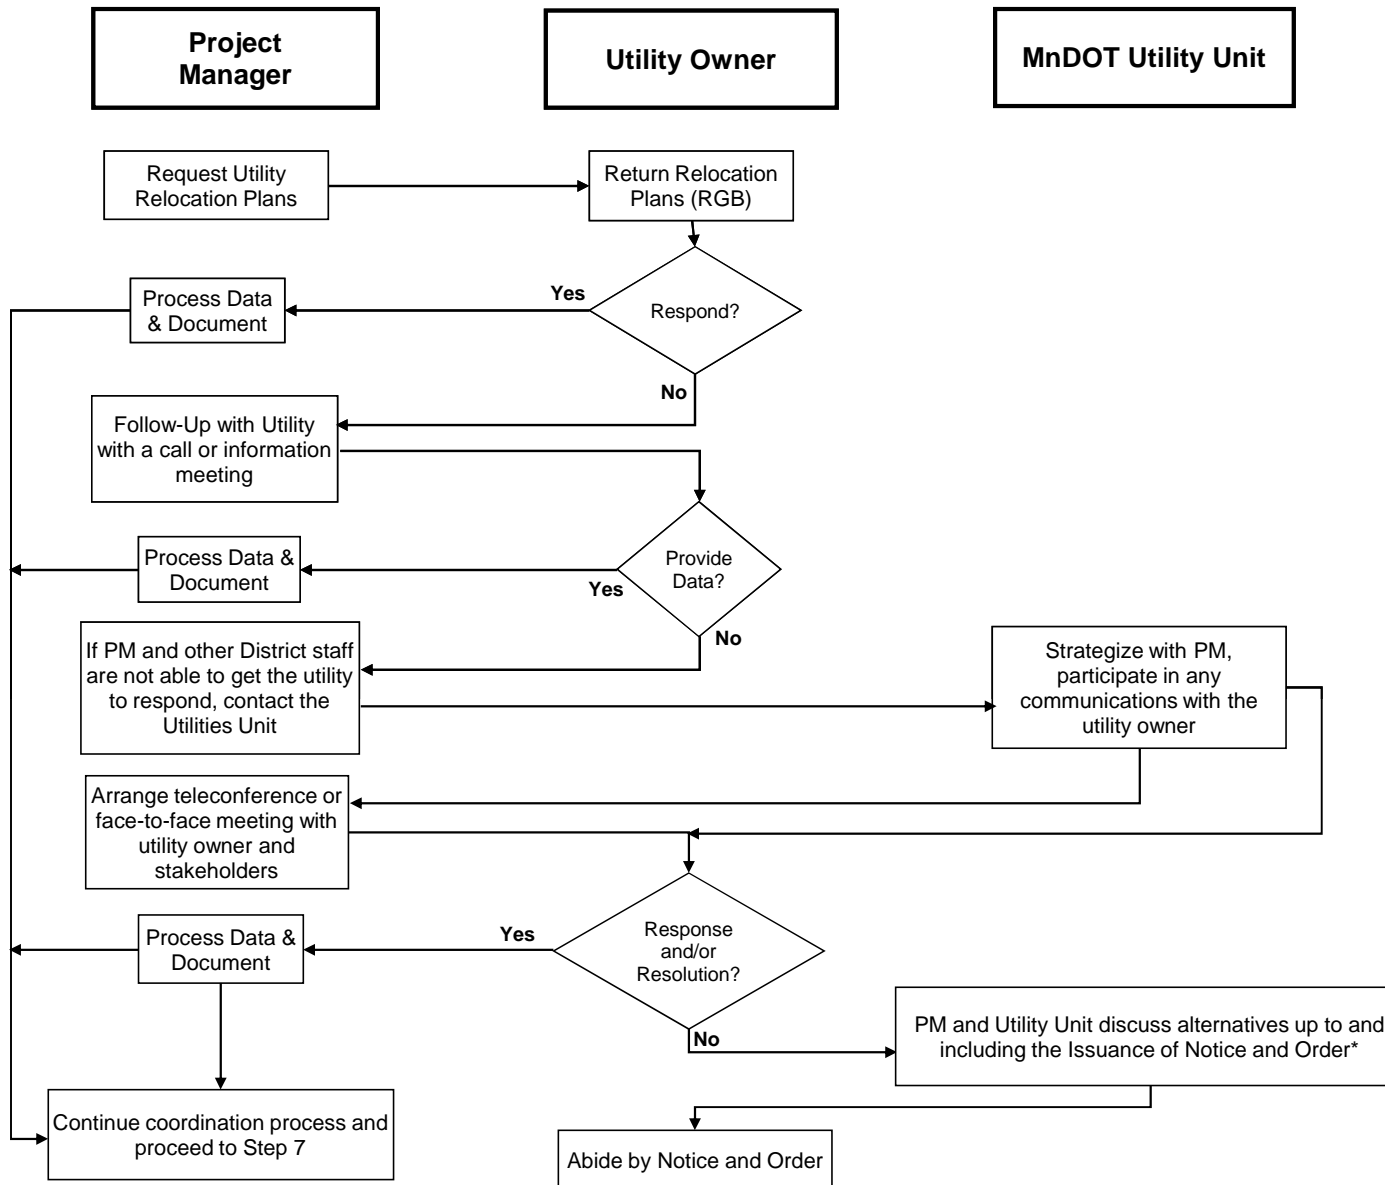 Project
Manager
Utility Owner
MnDOT Utility Unit
Request Utility
Relocation Plans
Return Relocation
Plans (RGB)
Process Data
& Document
Yes
Respond?
No
Follow-Up with Utility
with a call or information
meeting
Process Data &
Document
Yes
Provide
Data?
No
If PM and other District staff
are not able to get the utility
to respond, contact the
Utilities Unit
Strategize with PM,
participate in any
communications with the
utility owner
Arrange teleconference or
face-to-face meeting with
utility owner and
stakeholders
Process Data &
Document
Yes
Response
and/or
Resolution?
No
PM and Utility Unit discuss alternatives up to and
including the Issuance of Notice and Order*
Continue coordination process and
proceed to Step 7
Abide by Notice and Order